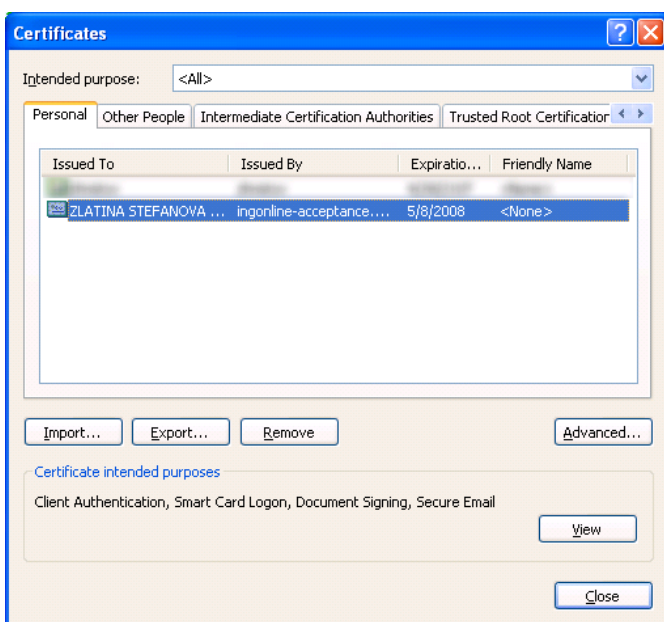 Certificates
Intended purpose: <All>
Personal Other People Intermediate Certification Authorities Trusted Root Certification
Issued To Issued By Expiratio... Friendly Name
ZLATINA STEFANOVA ... ingonline-acceptance.... 5/8/2008 <None>
Import... Export... Remove Advanced...
Certificate intended purposes
Client Authentication, Smart Card Logon, Document Signing, Secure Email
View
Close